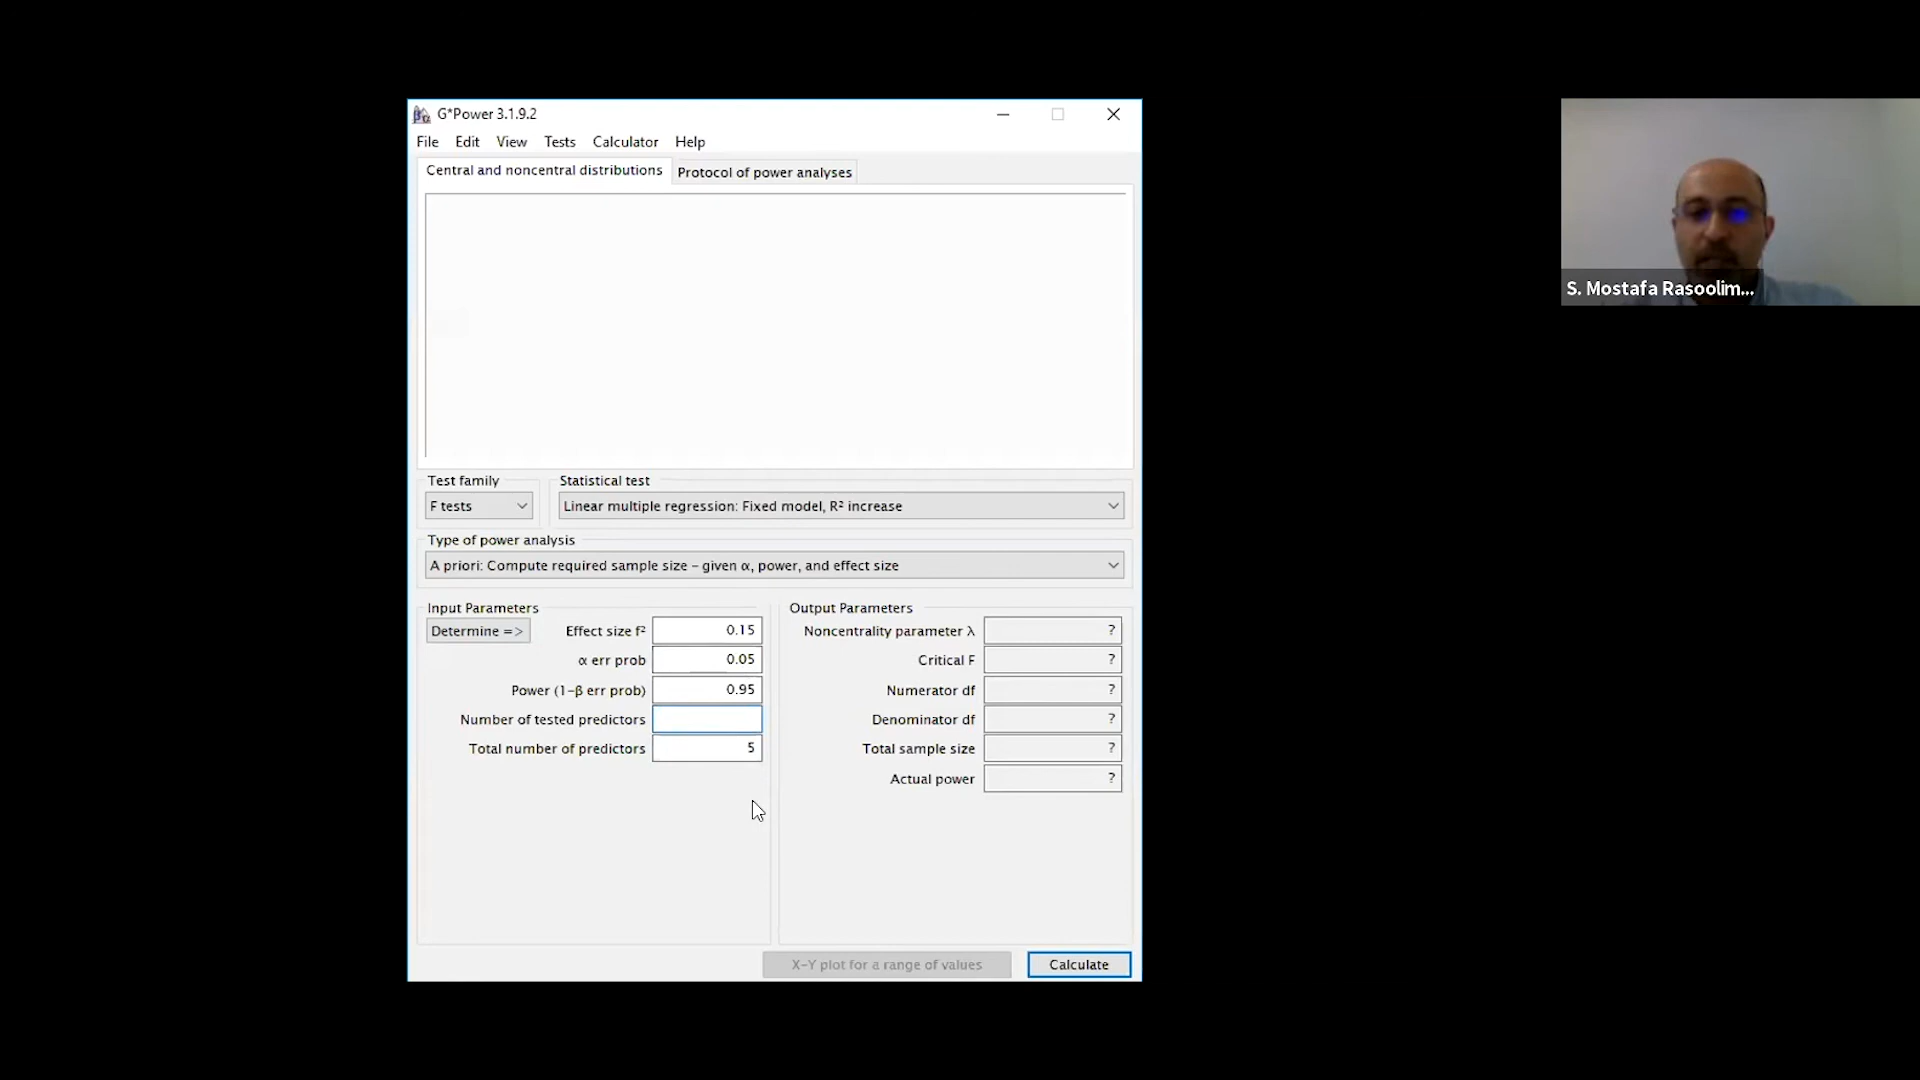 G*Power 3.1.9.2
File Edit View Tests Calculator Help
Central and noncentral distributions Protocol of power analyses
Test family Statistical test
F tests Linear multiple regression: Fixed model, R² increase
Type of power analysis
A priori: Compute required sample size - given α, power, and effect size
Input Parameters Output Parameters
Determine => Effect size f² 0.15 Noncentrality parameter λ ?
α err prob 0.05 Critical F ?
Power (1-β err prob) 0.95 Numerator df ?
Number of tested predictors Denominator df ?
Total number of predictors 5 Total sample size ?
Actual power ?
X-Y plot for a range of values Calculate
S. Mostafa Rasoolim...